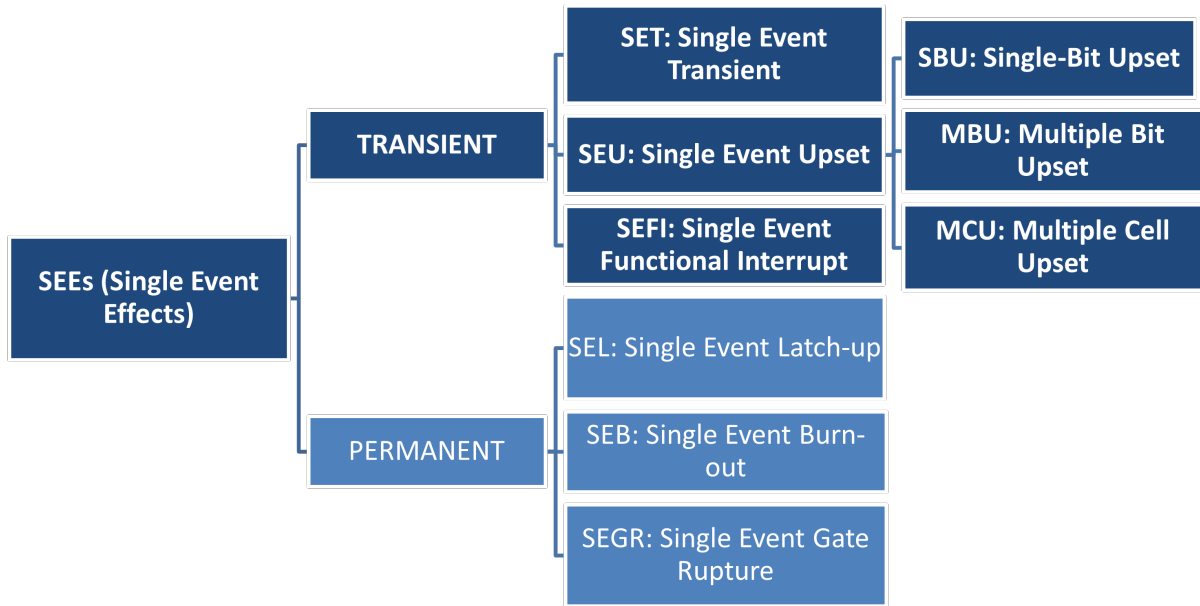 SEEs (Single Event
Effects)
TRANSIENT
SET: Single Event
Transient
SEU: Single Event Upset
SBU: Single-Bit Upset
MBU: Multiple Bit
Upset
MCU: Multiple Cell
Upset
SEFI: Single Event
Functional Interrupt
PERMANENT
SEL: Single Event Latch-up
SEB: Single Event Burn-
out
SEGR: Single Event Gate
Rupture